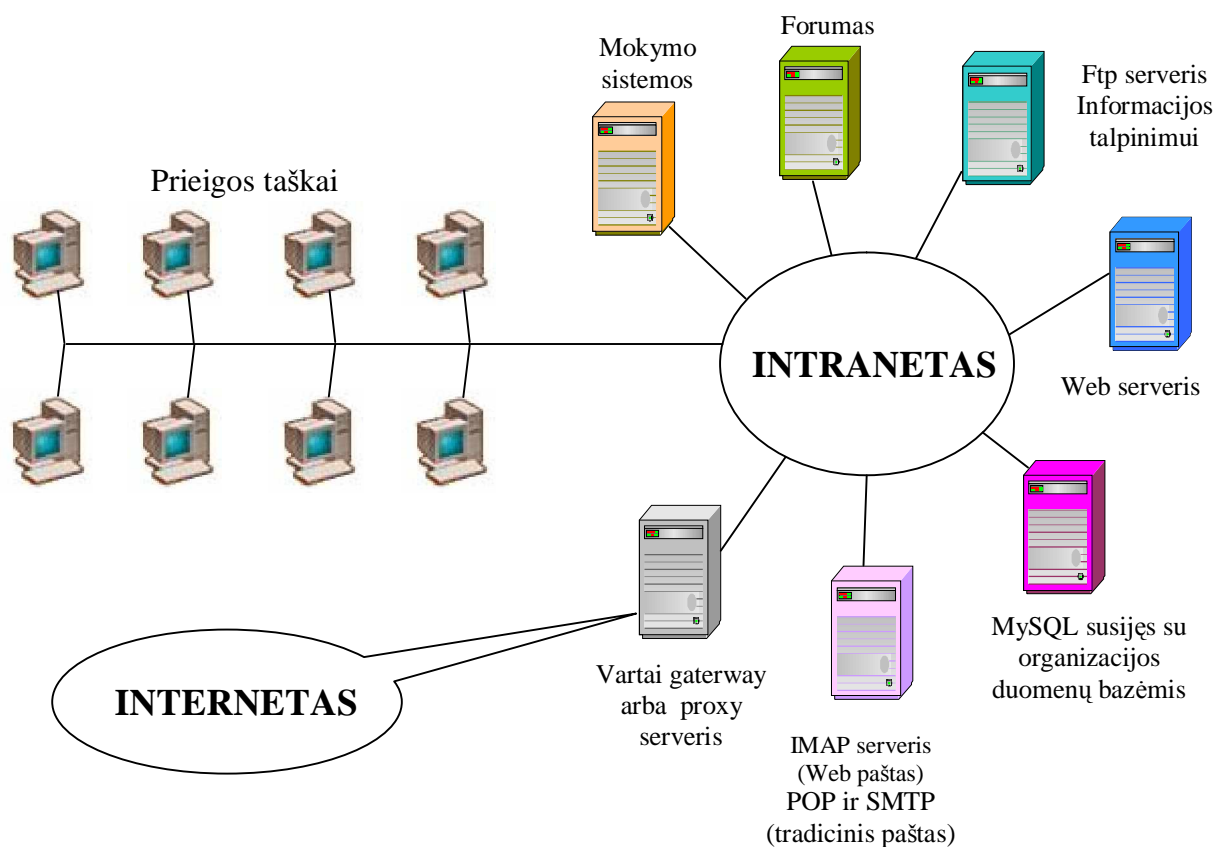 Forumas
Mokymo
sistemos
Ftp serveris
Informacijos
talpinimui
Prieigos taškai
INTRANETAS
Web serveris
MySQL susijęs su
organizacijos
duomenų bazėmis
INTERNETAS
Vartai gaterway
arba proxy
serveris
IMAP serveris
(Web paštas)
POP ir SMTP
(tradicinis paštas)